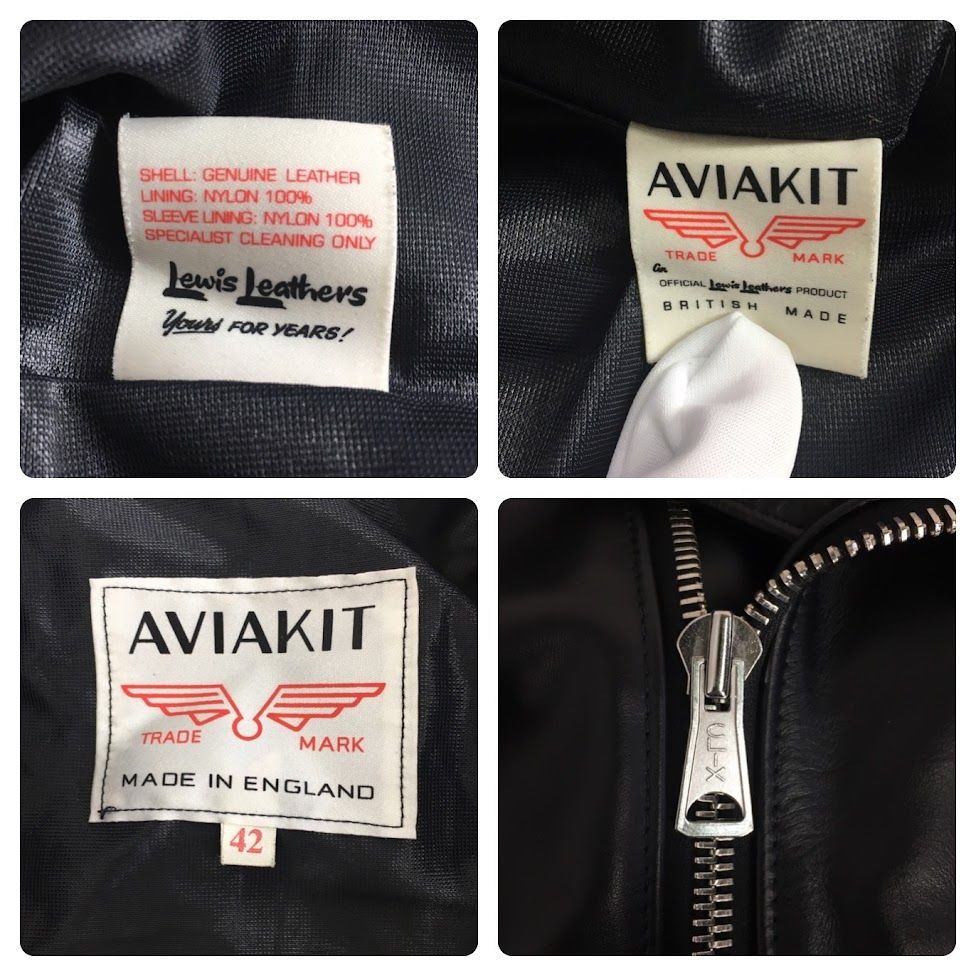 SHELL: GENUINE LEATHER
LINING: NYLON 100%
SLEEVE LINING: NYLON 100%
SPECIALIST CLEANING ONLY
Lewis Leathers
Yours FOR YEARS!
AVIAKIT
TRADE MARK
An
OFFICIAL Lewis Leathers PRODUCT
BRITISH MADE
AVIAKIT
TRADE MARK
MADE IN ENGLAND
42
EXTM